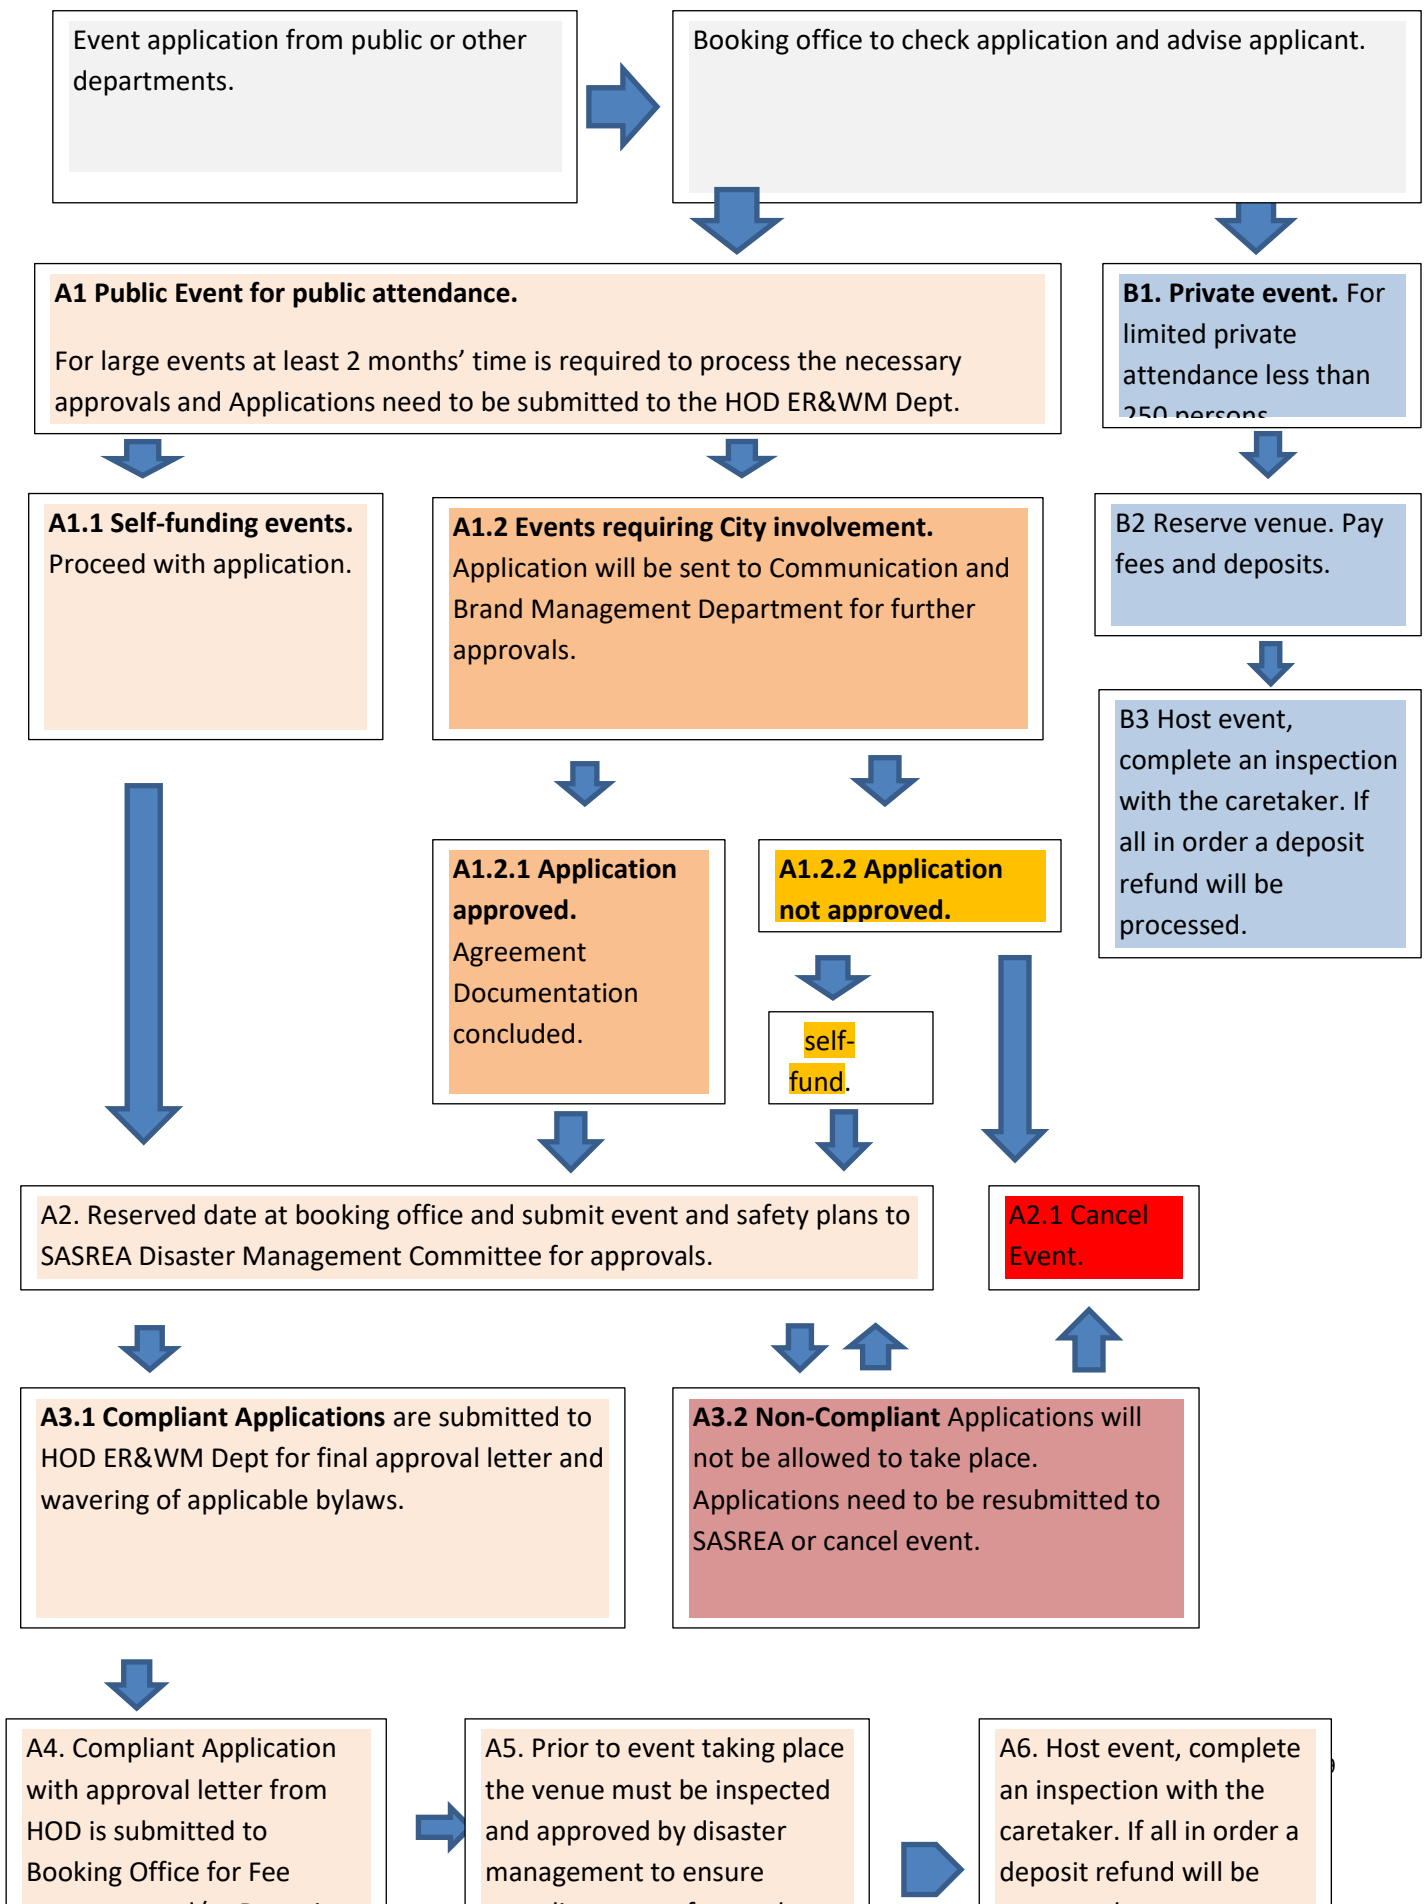 Event application from public or other
departments.
Booking office to check application and advise applicant.
A1 Public Event for public attendance.
For large events at least 2 months’ time is required to process the necessary
approvals and Applications need to be submitted to the HOD ER&WM Dept.
B1. Private event. For
limited private
attendance less than
250 persons
A1.1 Self-funding events.
Proceed with application.
A1.2 Events requiring City involvement.
Application will be sent to Communication and
Brand Management Department for further
approvals.
B2 Reserve venue. Pay
fees and deposits.
B3 Host event,
complete an inspection
with the caretaker. If
all in order a deposit
refund will be
processed.
A1.2.1 Application
approved.
Agreement
Documentation
concluded.
A1.2.2 Application
not approved.
self-
fund.
A2. Reserved date at booking office and submit event and safety plans to
SASREA Disaster Management Committee for approvals.
A2.1 Cancel
Event.
A3.1 Compliant Applications are submitted to
HOD ER&WM Dept for final approval letter and
wavering of applicable bylaws.
A3.2 Non-Compliant Applications will
not be allowed to take place.
Applications need to be resubmitted to
SASREA or cancel event.
A4. Compliant Application
with approval letter from
HOD is submitted to
Booking Office for Fee
A5. Prior to event taking place
the venue must be inspected
and approved by disaster
management to ensure
A6. Host event, complete
an inspection with the
caretaker. If all in order a
deposit refund will be